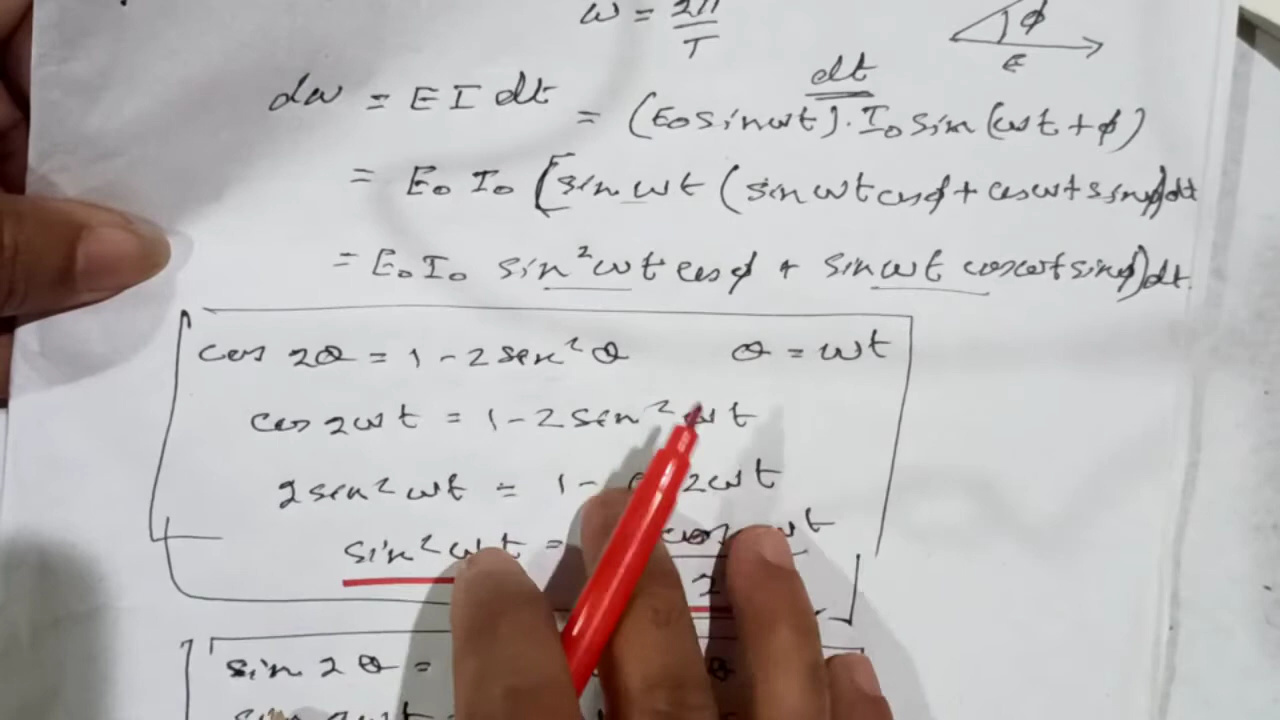 ω = 2π/T
ϕ
E
dω = E I dt = (E₀ sin ωt) . I₀ sin (ωt + ϕ) dt
= E₀ I₀ [sin ωt (sin ωt cos ϕ + cos ωt sin ϕ)] dt
= E₀ I₀ sin² ωt cos ϕ + sin ωt cos ωt sin ϕ) dt.
cos 2θ = 1 - 2 sin² θ θ = ωt
cos 2ωt = 1 - 2 sin² ωt
2 sin² ωt = 1 - 2ωt
sin² ωt = cos ωt / 2
sin 2θ = θ